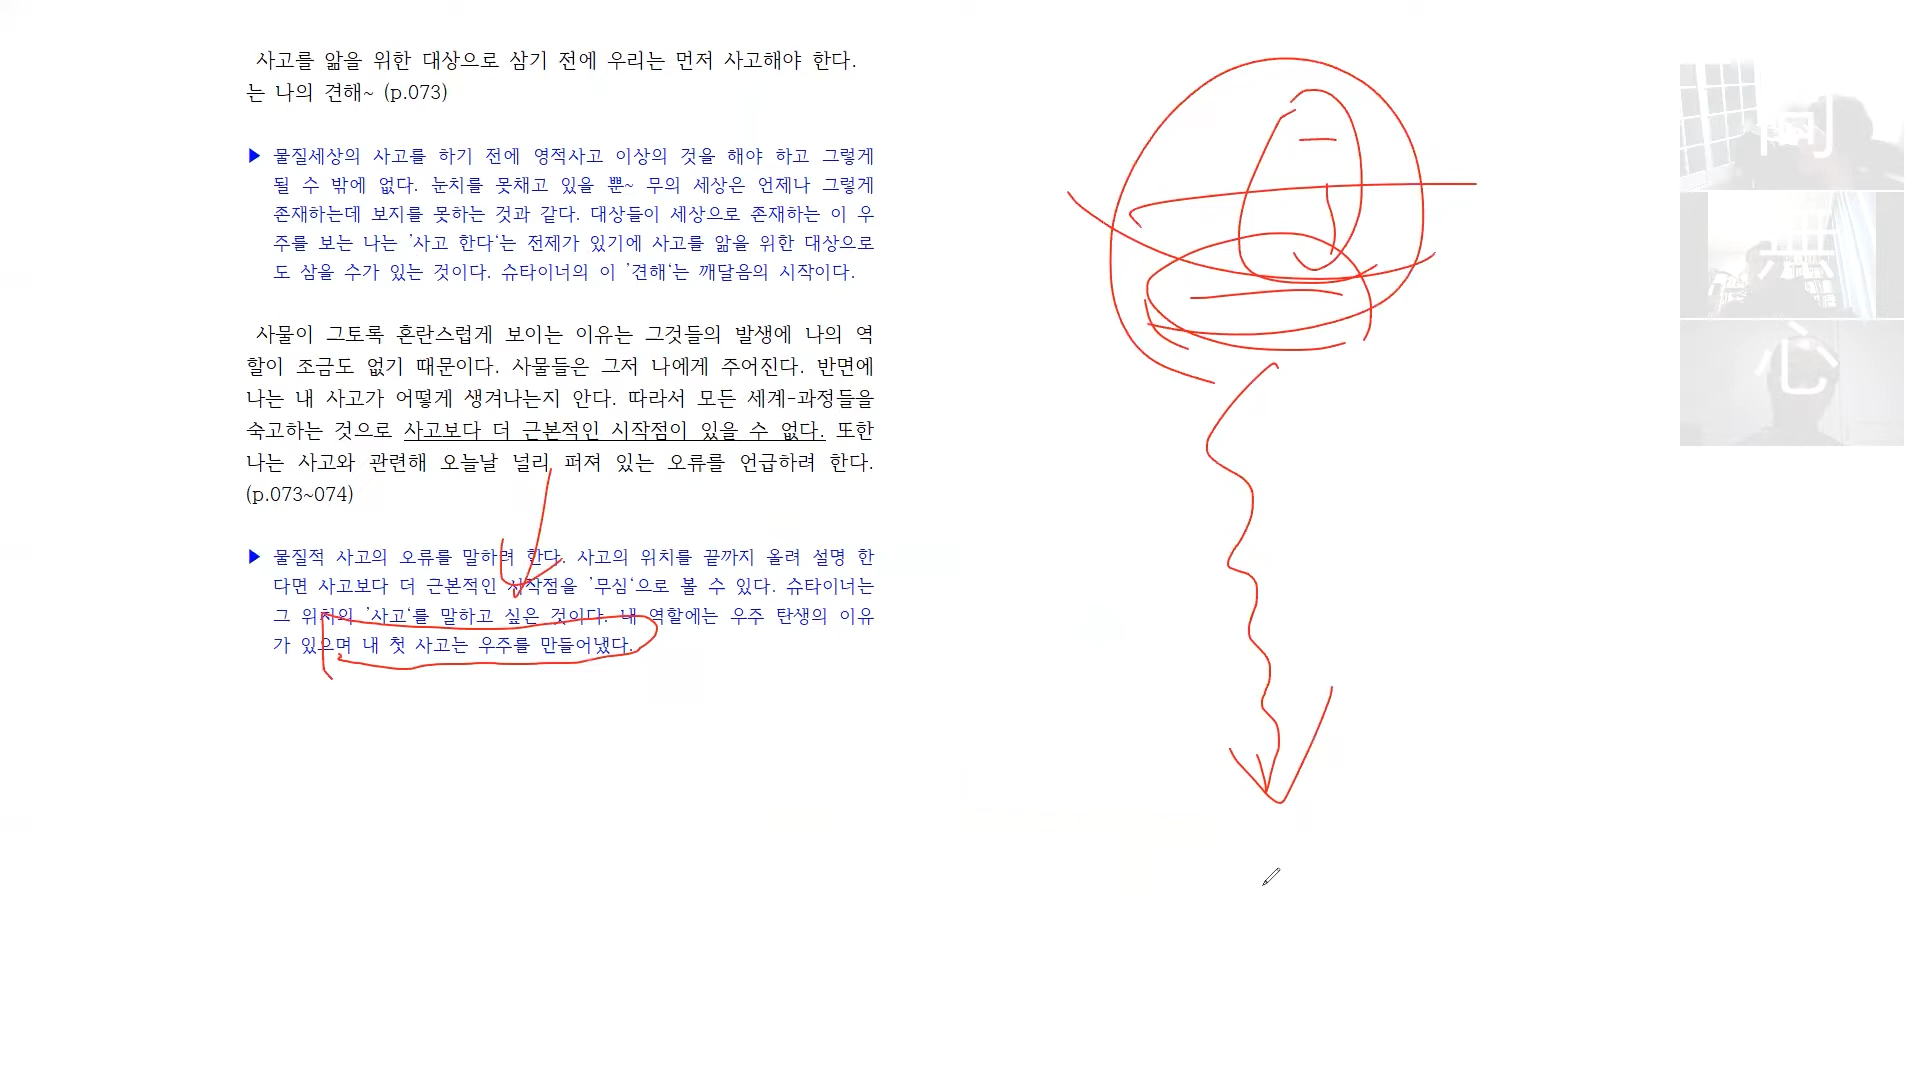 사고를 앎을 위한 대상으로 삼기 전에 우리는 먼저 사고해야 한다.
는 나의 견해~ (p.073)
▶ 물질세상의 사고를 하기 전에 영적사고 이상의 것을 해야 하고 그렇게
될 수 밖에 없다. 눈치를 못채고 있을 뿐~ 무의 세상은 언제나 그렇게
존재하는데 보지를 못하는 것과 같다. 대상들이 세상으로 존재하는 이 우
주를 보는 나는 '사고 한다'는 전제가 있기에 사고를 앎을 위한 대상으로
도 삼을 수가 있는 것이다. 슈타이너의 이 '견해'는 깨달음의 시작이다.
사물이 그토록 혼란스럽게 보이는 이유는 그것들의 발생에 나의 역
할이 조금도 없기 때문이다. 사물들은 그저 나에게 주어진다. 반면에
나는 내 사고가 어떻게 생겨나는지 안다. 따라서 모든 세계-과정들을
숙고하는 것으로 사고보다 더 근본적인 시작점이 있을 수 없다. 또한
나는 사고와 관련해 오늘날 널리 퍼져 있는 오류를 언급하려 한다.
(p.073~074)
▶ 물질적 사고의 오류를 말하려 한다. 사고의 위치를 끝까지 올려 설명 한
다면 사고보다 더 근본적인 시작점을 '무심'으로 볼 수 있다. 슈타이너는
그 위치의 '사고'를 말하고 싶은 것이다. 내 역할에는 우주 탄생의 이유
가 있으며 내 첫 사고는 우주를 만들어냈다.
心